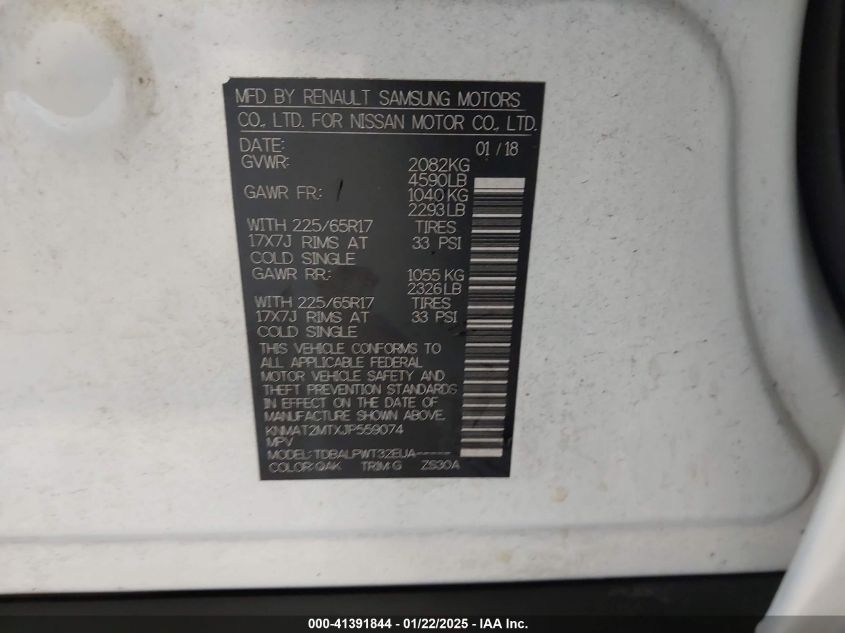 MFD BY RENAULT SAMSUNG MOTORS
CO., LTD. FOR NISSAN MOTOR CO., LTD.
DATE: 01 / 18
GVWR: 2082KG
4590LB
GAWR FR: 1040 KG
2293 LB
WITH 225/65R17 TIRES
17X7J RIMS AT 33 PSI
COLD SINGLE
GAWR RR: 1055 KG
2326 LB
WITH 225/65R17 TIRES
17X7J RIMS AT 33 PSI
COLD SINGLE
THIS VEHICLE CONFORMS TO
ALL APPLICABLE FEDERAL
MOTOR VEHICLE SAFETY AND
THEFT PREVENTION STANDARDS
IN EFFECT ON THE DATE OF
MANUFACTURE SHOWN ABOVE.
KNMAT2MTXJP559074
MPV
MODEL: TDBALPWT32EUA-----
COLOR: QAK TRIM: G ZS30A
000-41391844 / 01/22/2025 - IAA Inc.